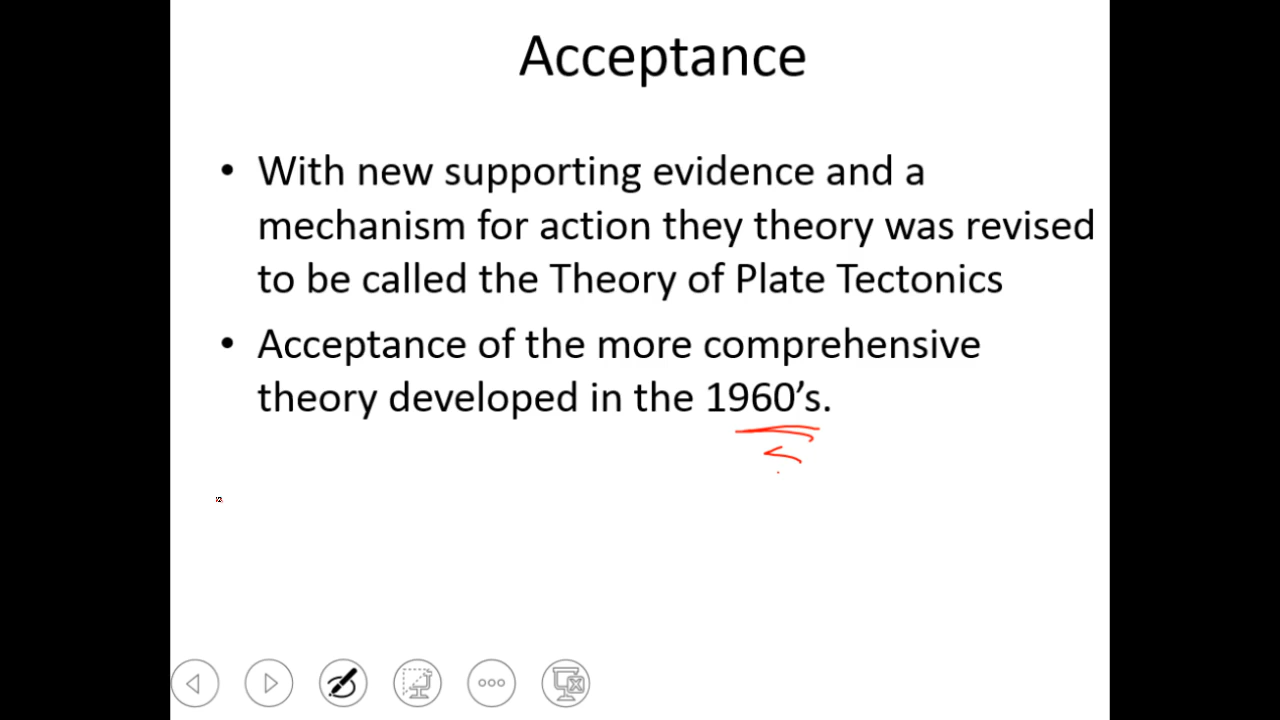 Acceptance
• With new supporting evidence and a
mechanism for action they theory was revised
to be called the Theory of Plate Tectonics
• Acceptance of the more comprehensive
theory developed in the 1960’s.